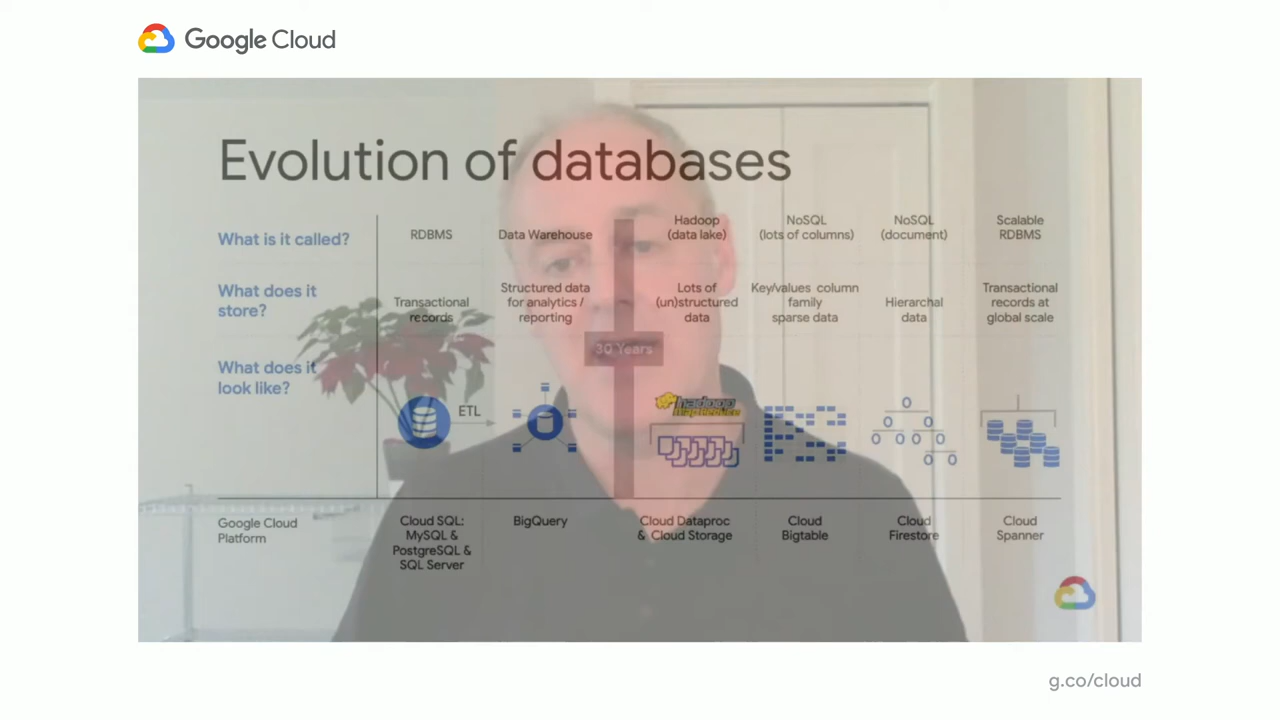 Google Cloud
Evolution of databases
What is it called?
RDBMS
Data Warehouse
Hadoop
(data lake)
NoSQL
(lots of columns)
NoSQL
(document)
Scalable
RDBMS
What does it
store?
Transactional
records
Structured data
for analytics /
reporting
Lots of
(un)structured
data
Key/values column
family
sparse data
Hierarchal
data
Transactional
records at
global scale
30 Years
What does it
look like?
ETL
hadoop
Map Reduce
Google Cloud
Platform
Cloud SQL:
MySQL &
PostgreSQL &
SQL Server
BigQuery
Cloud Dataproc
& Cloud Storage
Cloud
Bigtable
Cloud
Firestore
Cloud
Spanner
g.co/cloud